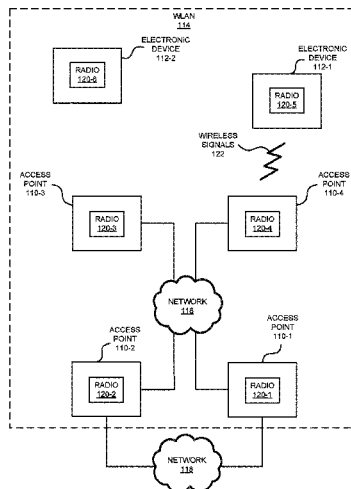 WLAN
114
ELECTRONIC
DEVICE
112-2
RADIO
120-6
ELECTRONIC
DEVICE
112-1
RADIO
120-5
WIRELESS
SIGNALS
122
ACCESS
POINT
110-3
RADIO
120-3
ACCESS
POINT
110-4
RADIO
120-4
NETWORK
116
ACCESS
POINT
110-2
RADIO
120-2
ACCESS
POINT
110-1
RADIO
120-1
NETWORK
118